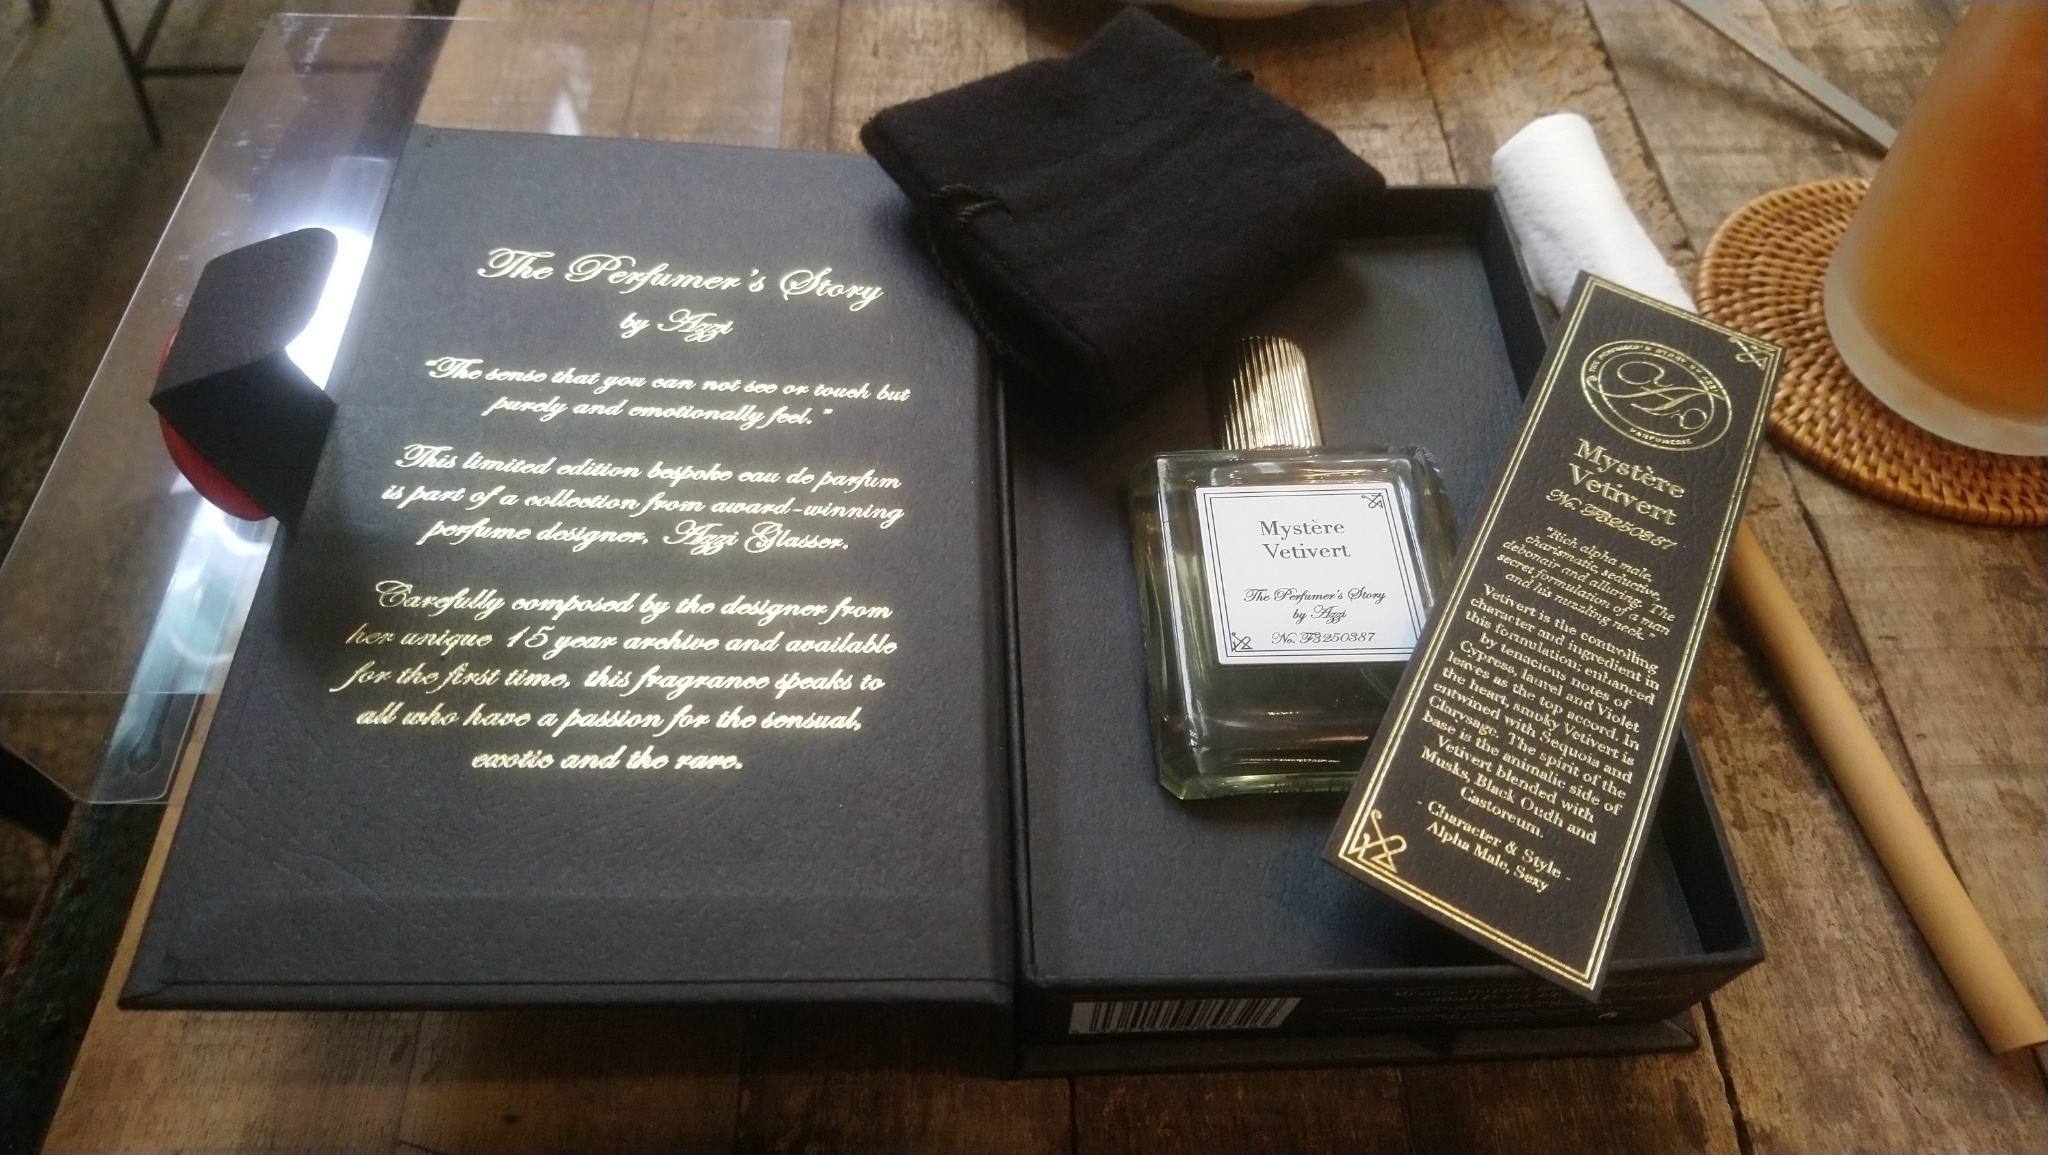 The Perfumer's Story
by Azzi
"The sense that you can not see or touch but
purely and emotionally feel."
This limited edition bespoke eau de parfum
is part of a collection from award-winning
perfume designer, Azzi Glasser.
Carefully composed by the designer from
her unique 15 year archive and available
for the first time, this fragrance speaks to
all who have a passion for the sensual,
exotic and the rare.
Mystère
Vetivert
The Perfumer's Story
by Azzi
No. F3250387
PARFUMERIE
Mystère
Vetivert
No. F3250387
"Rich alpha male,
charismatic, seductive,
debonair and alluring. The
secret formulation of a man
and his nuzzling neck."
Vetivert is the controlling
character and ingredient in
this formulation; enhanced
by tenacious notes of
Cypress, laurel and Violet
leaves as the top accord. In
the heart, smoky Vetivert is
entwined with Sequoia and
Clarysage. The spirit of the
base is the animalic side of
Vetivert blended with
Musks, Black Oudh and
Castoreum.
- Character & Style -
Alpha Male, Sexy